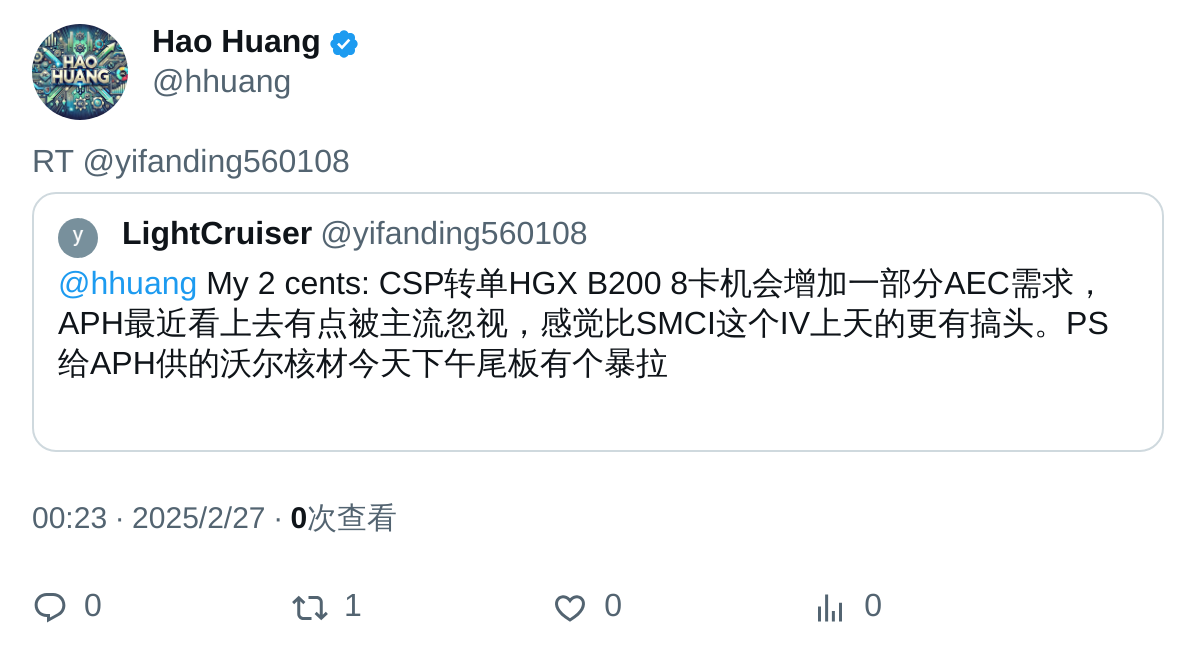 HAO
HUANG
Hao Huang
@hhuang
RT @yifanding560108
y
LightCruiser @yifanding560108
@hhuang My 2 cents: CSP转单HGX B200 8卡机会增加一部分AEC需求，
APH最近看上去有点被主流忽视，感觉比SMCI这个IV上天的更有搞头。PS
给APH供的沃尔核材今天下午尾板有个暴拉
00:23 · 2025/2/27 · 0次查看
0 1 0 0